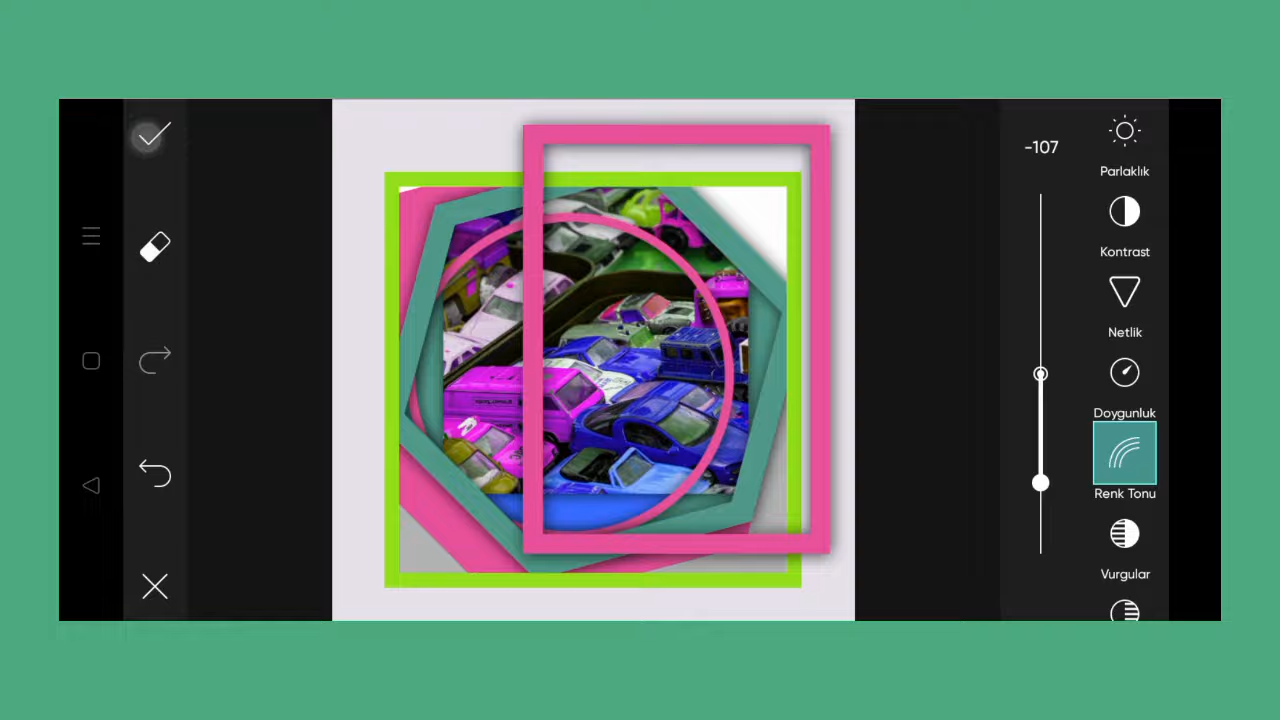 -107
Parlaklık
Kontrast
Netlik
Doygunluk
Renk Tonu
Vurgular